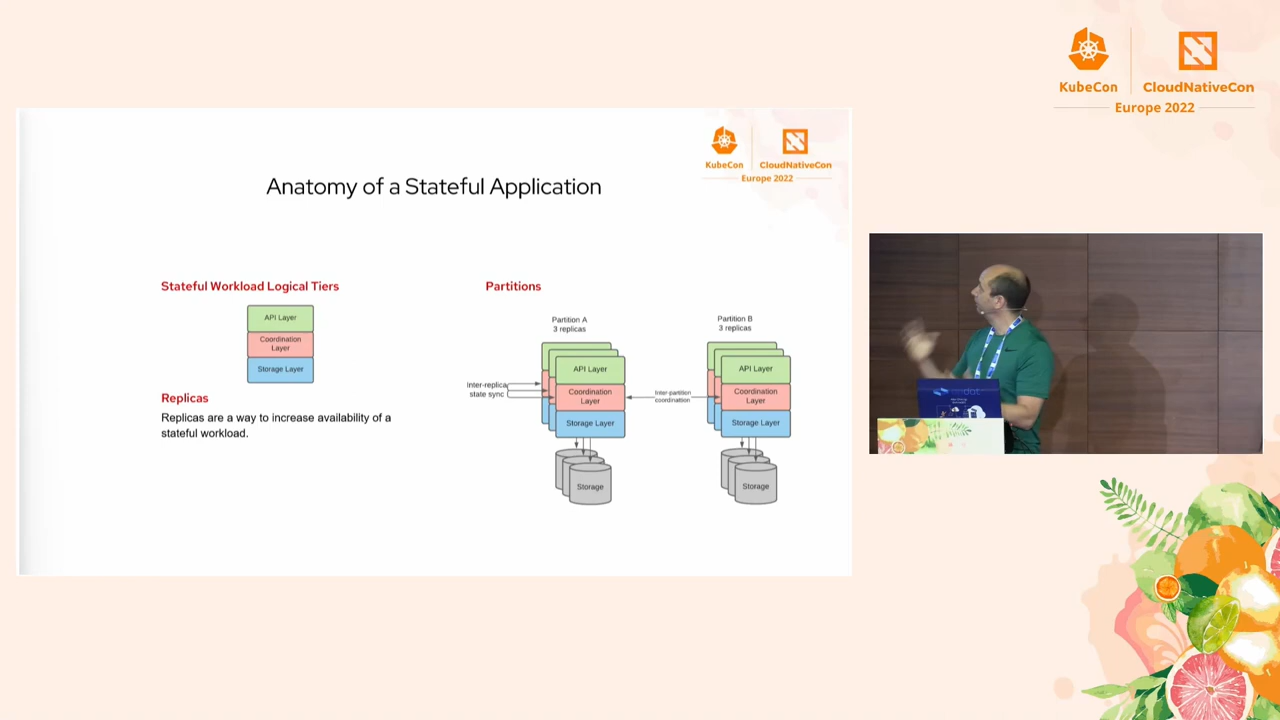 KubeCon
CloudNativeCon
Europe 2022
KubeCon
CloudNativeCon
Europe 2022
Anatomy of a Stateful Application
Stateful Workload Logical Tiers
API Layer
Coordination
Layer
Storage Layer
Replicas
Replicas are a way to increase availability of a
stateful workload.
Partitions
Partition A
3 replicas
API Layer
Coordination
Layer
Storage Layer
Storage
Inter-replica
state sync
Inter-partition
coordination
Partition B
3 replicas
API Layer
Coordination
Layer
Storage Layer
Storage